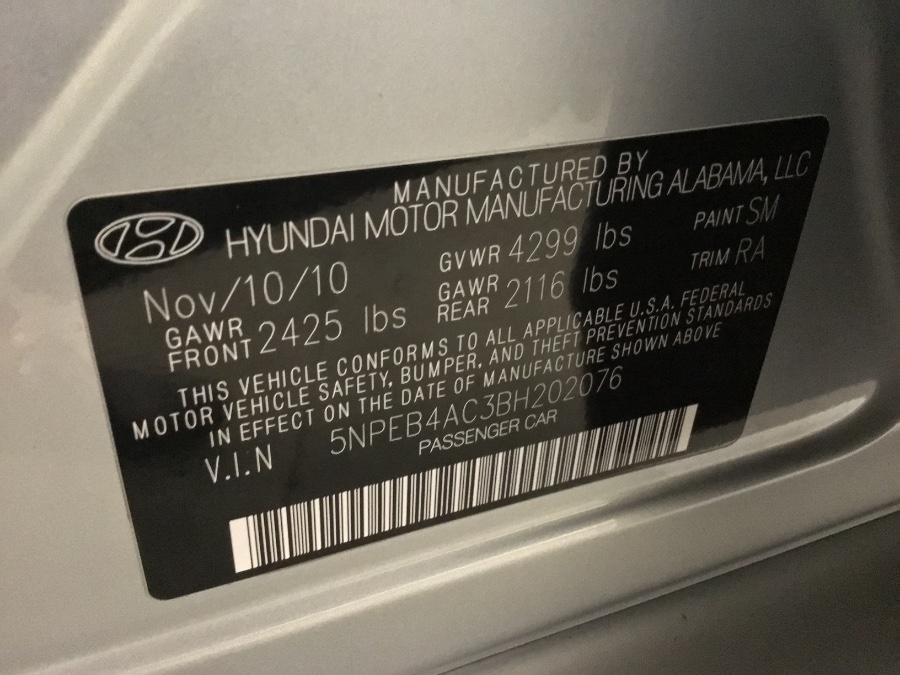 MANUFACTURED BY
HYUNDAI MOTOR MANUFACTURING ALABAMA, LLC
Nov/10/10 GVWR 4299 lbs PAINT SM
GAWR FRONT 2425 lbs GAWR REAR 2116 lbs TRIM RA
THIS VEHICLE CONFORMS TO ALL APPLICABLE U.S.A. FEDERAL
MOTOR VEHICLE SAFETY, BUMPER, AND THEFT PREVENTION STANDARDS
IN EFFECT ON THE DATE OF MANUFACTURE SHOWN ABOVE
V.I.N 5NPEB4AC3BH202076
PASSENGER CAR